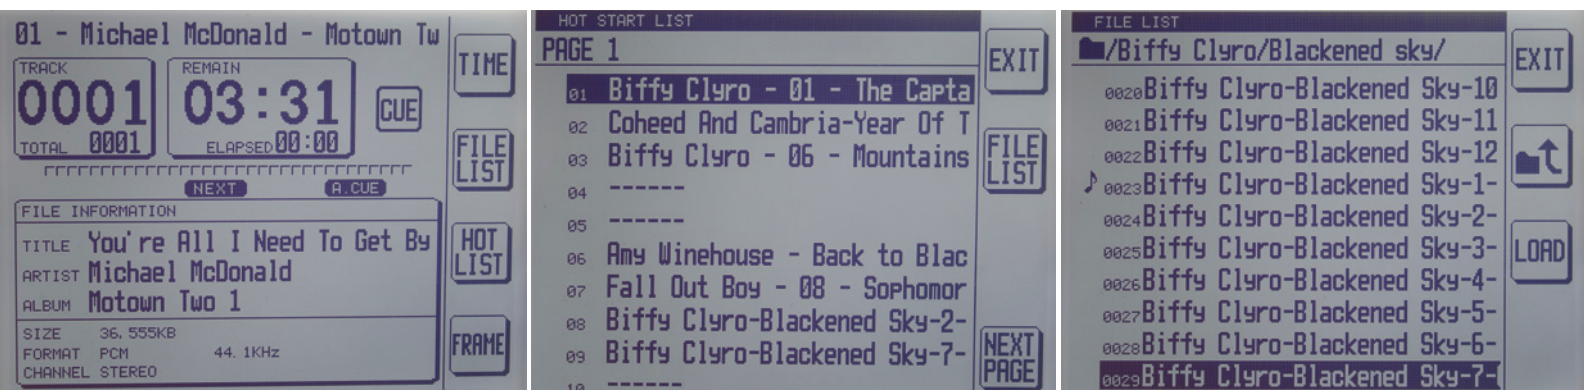 01 - Michael McDonald - Motown Tw
TIME
TRACK
0001
TOTAL 0001
REMAIN
03:31
ELAPSED 00:00
CUE
FILE LIST
NEXT
A.CUE
FILE INFORMATION
TITLE You're All I Need To Get By
ARTIST Michael McDonald
ALBUM Motown Two 1
HOT LIST
SIZE 36,555KB
FORMAT PCM 44.1KHz
CHANNEL STEREO
FRAME
HOT START LIST
PAGE 1
EXIT
01 Biffy Clyro - 01 - The Capta
02 Coheed And Cambria-Year Of T
03 Biffy Clyro - 06 - Mountains
FILE LIST
04 ------
05 ------
06 Amy Winehouse - Back to Blac
07 Fall Out Boy - 08 - Sophomor
08 Biffy Clyro-Blackened Sky-2-
09 Biffy Clyro-Blackened Sky-7-
10 ------
NEXT PAGE
FILE LIST
/Biffy Clyro/Blackened sky/
EXIT
0020 Biffy Clyro-Blackened Sky-10
0021 Biffy Clyro-Blackened Sky-11
0022 Biffy Clyro-Blackened Sky-12
0023 Biffy Clyro-Blackened Sky-1-
0024 Biffy Clyro-Blackened Sky-2-
0025 Biffy Clyro-Blackened Sky-3-
LOAD
0026 Biffy Clyro-Blackened Sky-4-
0027 Biffy Clyro-Blackened Sky-5-
0028 Biffy Clyro-Blackened Sky-6-
0029 Biffy Clyro-Blackened Sky-7-